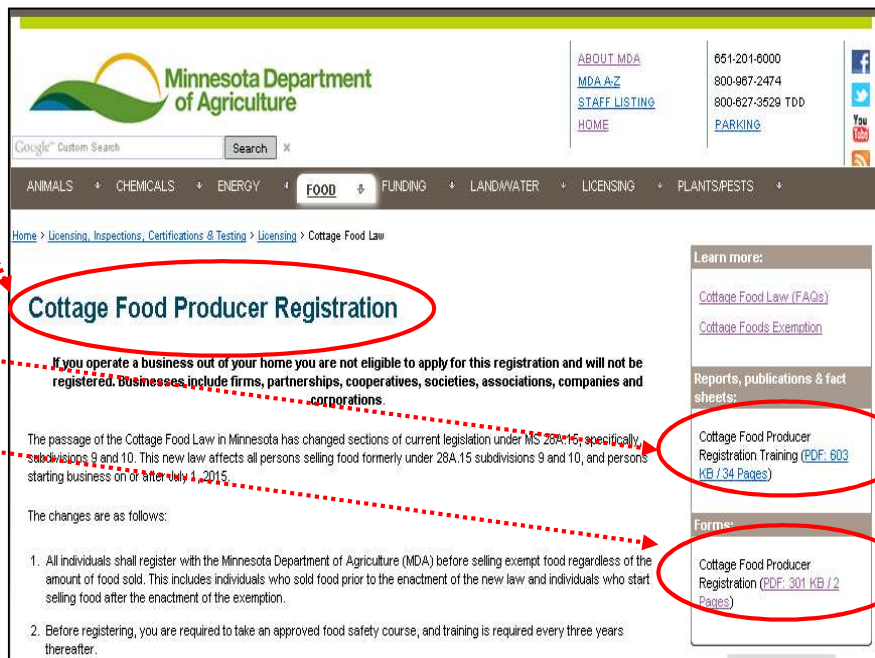 Minnesota Department
of Agriculture
ABOUT MDA
MDA A-Z
STAFF LISTING
HOME
651-201-6000
800-967-2474
800-627-3529 TDD
PARKING
You
Tube
Google™ Custom Search
Search
x
ANIMALS CHEMICALS ENERGY FOOD FUNDING LAND/WATER LICENSING PLANTS/PESTS
Home > Licensing, Inspections, Certifications & Testing > Licensing > Cottage Food Law
Cottage Food Producer Registration
If you operate a business out of your home you are not eligible to apply for this registration and will not be
registered. Businesses include firms, partnerships, cooperatives, societies, associations, companies and
corporations.
The passage of the Cottage Food Law in Minnesota has changed sections of current legislation under MS 28A.15, specifically,
subdivisions 9 and 10. This new law affects all persons selling food formerly under 28A.15 subdivisions 9 and 10, and persons
starting business on or after July 1, 2015.
The changes are as follows:
1. All individuals shall register with the Minnesota Department of Agriculture (MDA) before selling exempt food regardless of the
amount of food sold. This includes individuals who sold food prior to the enactment of the new law and individuals who start
selling food after the enactment of the exemption.
2. Before registering, you are required to take an approved food safety course, and training is required every three years
thereafter.
Learn more:
Cottage Food Law (FAQs)
Cottage Foods Exemption
Reports, publications & fact
sheets:
Cottage Food Producer
Registration Training (PDF: 603
KB / 34 Pages)
Forms:
Cottage Food Producer
Registration (PDF: 301 KB / 2
Pages)